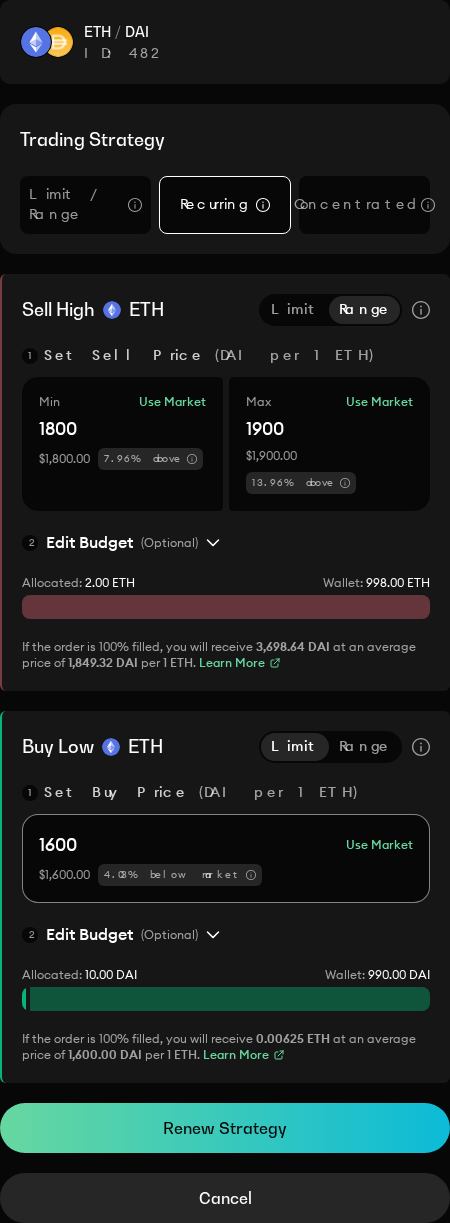 ETH / DAI
ID: 482
Trading Strategy
Limit /
Range
Recurring
Concentrated
Sell High ETH
Limit Range
1 Set Sell Price (DAI per 1 ETH)
Min Use Market
1800
$1,800.00 7.96% above
Max Use Market
1900
$1,900.00
13.96% above
2 Edit Budget (Optional)
Allocated: 2.00 ETH Wallet: 998.00 ETH
If the order is 100% filled, you will receive 3,698.64 DAI at an average
price of 1,849.32 DAI per 1 ETH. Learn More
Buy Low ETH
Limit Range
1 Set Buy Price (DAI per 1 ETH)
1600 Use Market
$1,600.00 4.03% below market
2 Edit Budget (Optional)
Allocated: 10.00 DAI Wallet: 990.00 DAI
If the order is 100% filled, you will receive 0.00625 ETH at an average
price of 1,600.00 DAI per 1 ETH. Learn More
Renew Strategy
Cancel